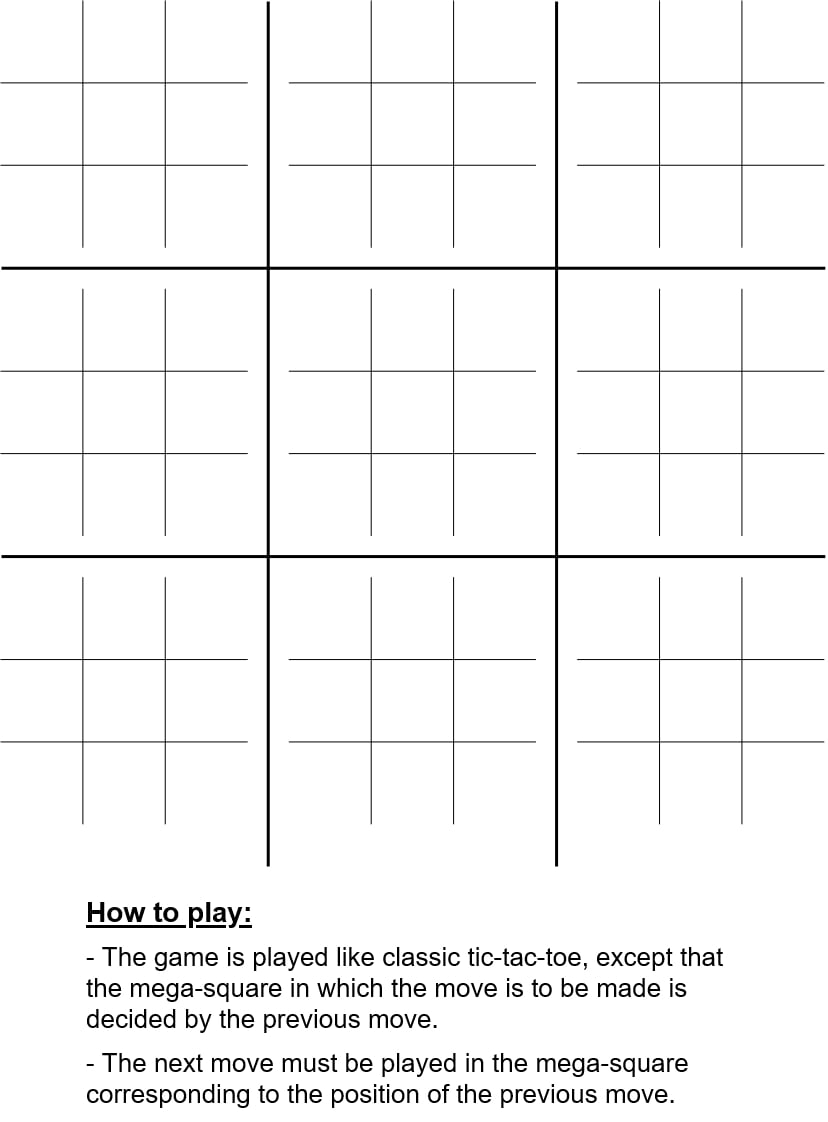 How to play:
- The game is played like classic tic-tac-toe, except that
the mega-square in which the move is to be made is
decided by the previous move.
- The next move must be played in the mega-square
corresponding to the position of the previous move.